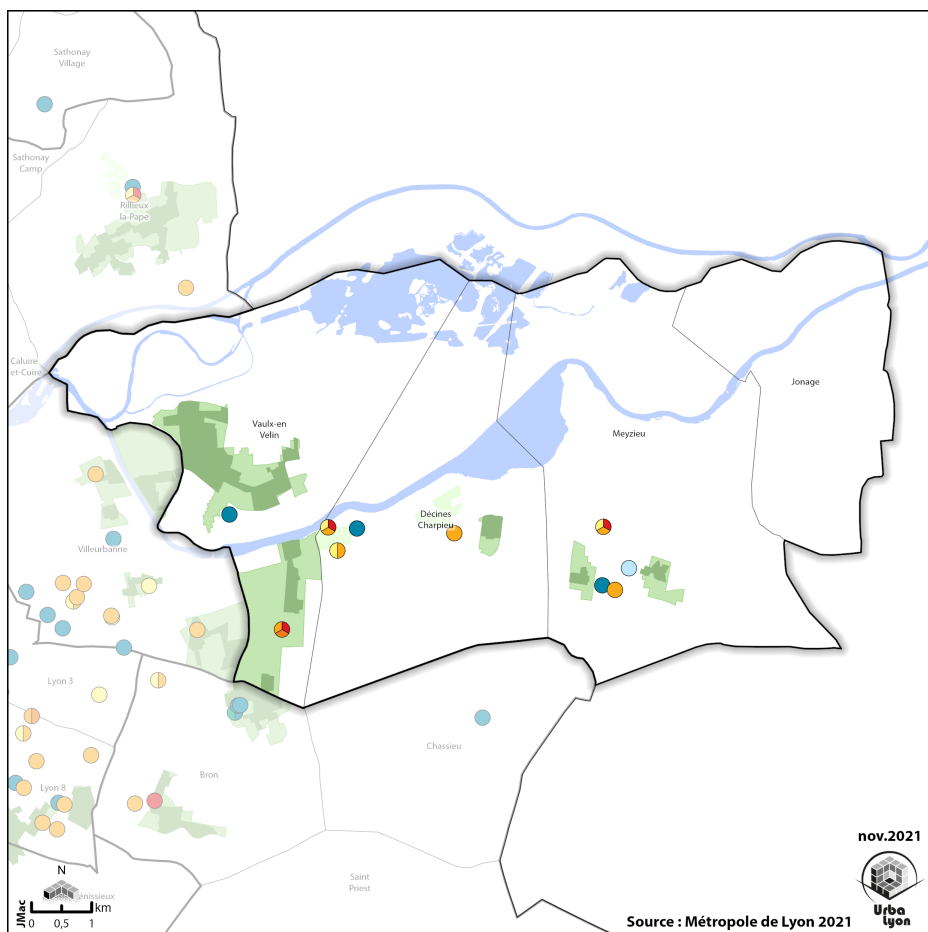 Sathonay
Village
Sathonay
Camp
Rillieux
la Pape
Caluire
et-Cuire
Jonage
Vaulx-en
Velin
Meyzieu
Décines
Charpieu
Villeurbanne
Lyon 3
Chassieu
Bron
Lyon 8
Saint
Priest
enissieux
nov.2021
N
km
0 0,5 1
JMac
Source : Métropole de Lyon 2021
Urba
Lyon